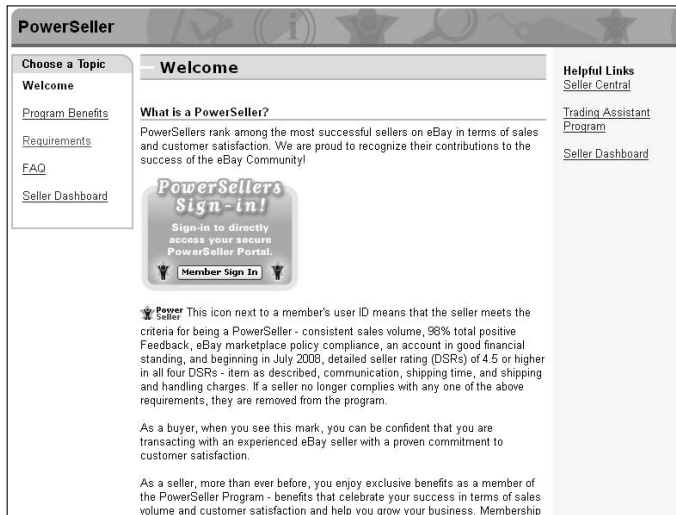 PowerSeller
Choose a Topic
Welcome
Program Benefits
Requirements
FAQ
Seller Dashboard
Welcome
What is a PowerSeller?
PowerSellers rank among the most successful sellers on eBay in terms of sales
and customer satisfaction. We are proud to recognize their contributions to the
success of the eBay Community!
PowerSellers
Sign-in!
Sign-in to directly
access your secure
PowerSeller Portal.
Member Sign In
Power Seller This icon next to a member's user ID means that the seller meets the
criteria for being a PowerSeller - consistent sales volume, 98% total positive
Feedback, eBay marketplace policy compliance, an account in good financial
standing, and beginning in July 2008, detailed seller rating (DSRs) of 4.5 or higher
in all four DSRs - item as described, communication, shipping time, and shipping
and handling charges. If a seller no longer complies with any one of the above
requirements, they are removed from the program.
As a buyer, when you see this mark, you can be confident that you are
transacting with an experienced eBay seller with a proven commitment to
customer satisfaction.
As a seller, more than ever before, you enjoy exclusive benefits as a member of
the PowerSeller Program - benefits that celebrate your success in terms of sales
volume and customer satisfaction and help you grow your business. Membership
Helpful Links
Seller Central
Trading Assistant
Program
Seller Dashboard